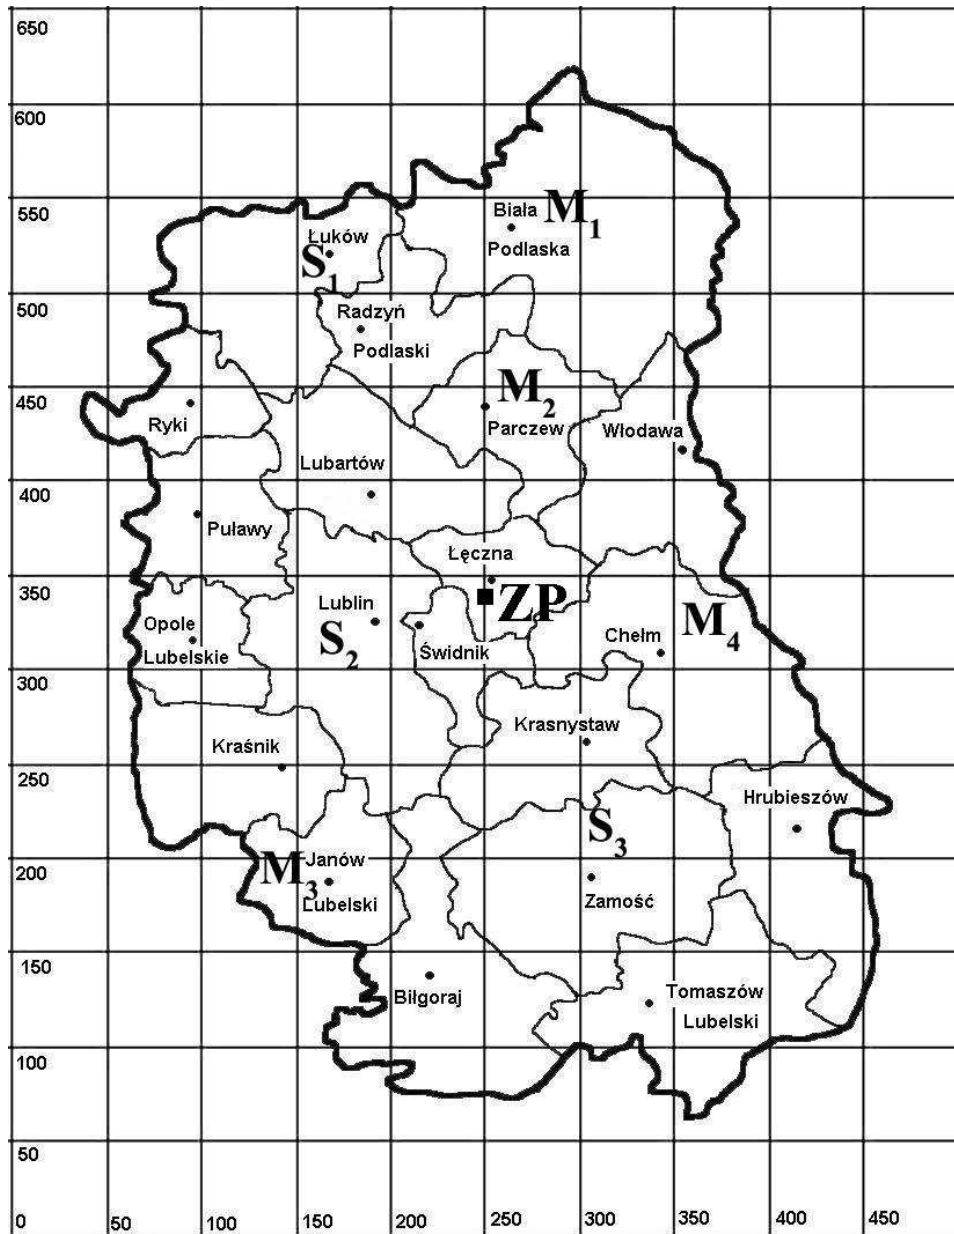 650
600
Biała M₁
550
Łuków
Podlaska
S₁
500
Radzyń
Podlaski
M₂
450
Ryki
Parczew
Włodawa
Lubartów
400
Puławy
Łęczna
350
Lublin
ZP
Opole
Chełm
M₄
S₂
Lubelskie
Świdnik
300
Krasnystaw
Kraśnik
250
Hrubieszów
S₃
200
M₃
Janów
Lubelski
Zamość
150
Biłgoraj
Tomaszów
Lubelski
100
50
0 50 100 150 200 250 300 350 400 450